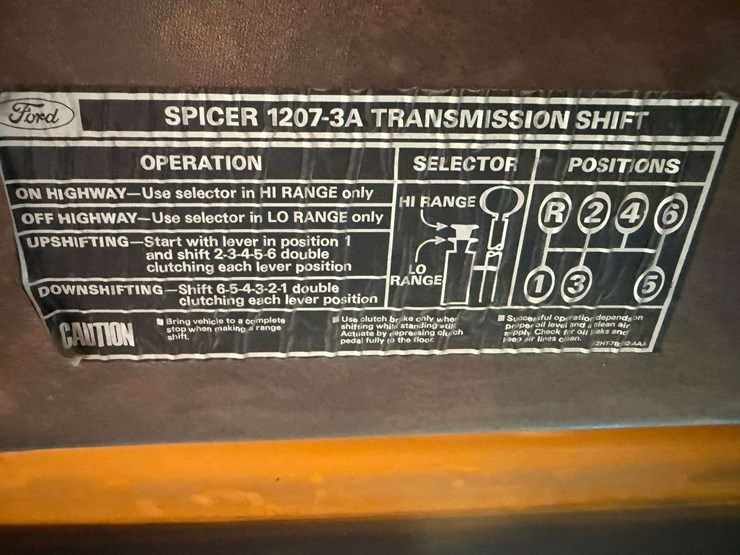 Ford
SPICER 1207-3A TRANSMISSION SHIFT
OPERATION
ON HIGHWAY—Use selector in HI RANGE only
OFF HIGHWAY—Use selector in LO RANGE only
UPSHIFTING—Start with lever in position 1
and shift 2-3-4-5-6 double
clutching each lever position
DOWNSHIFTING—Shift 6-5-4-3-2-1 double
clutching each lever position
SELECTOR
HI RANGE
LO
RANGE
POSITIONS
R 2 4 6
1 3 5
CAUTION
Bring vehicle to a complete
stop when making a range
shift.
Use clutch brake only when
shifting while standing still
Actuate by depressing clutch
pedal fully to the floor.
Successful operation depends on
proper oil level and a clean air
supply Check for oil leaks and
keep air lines clean.